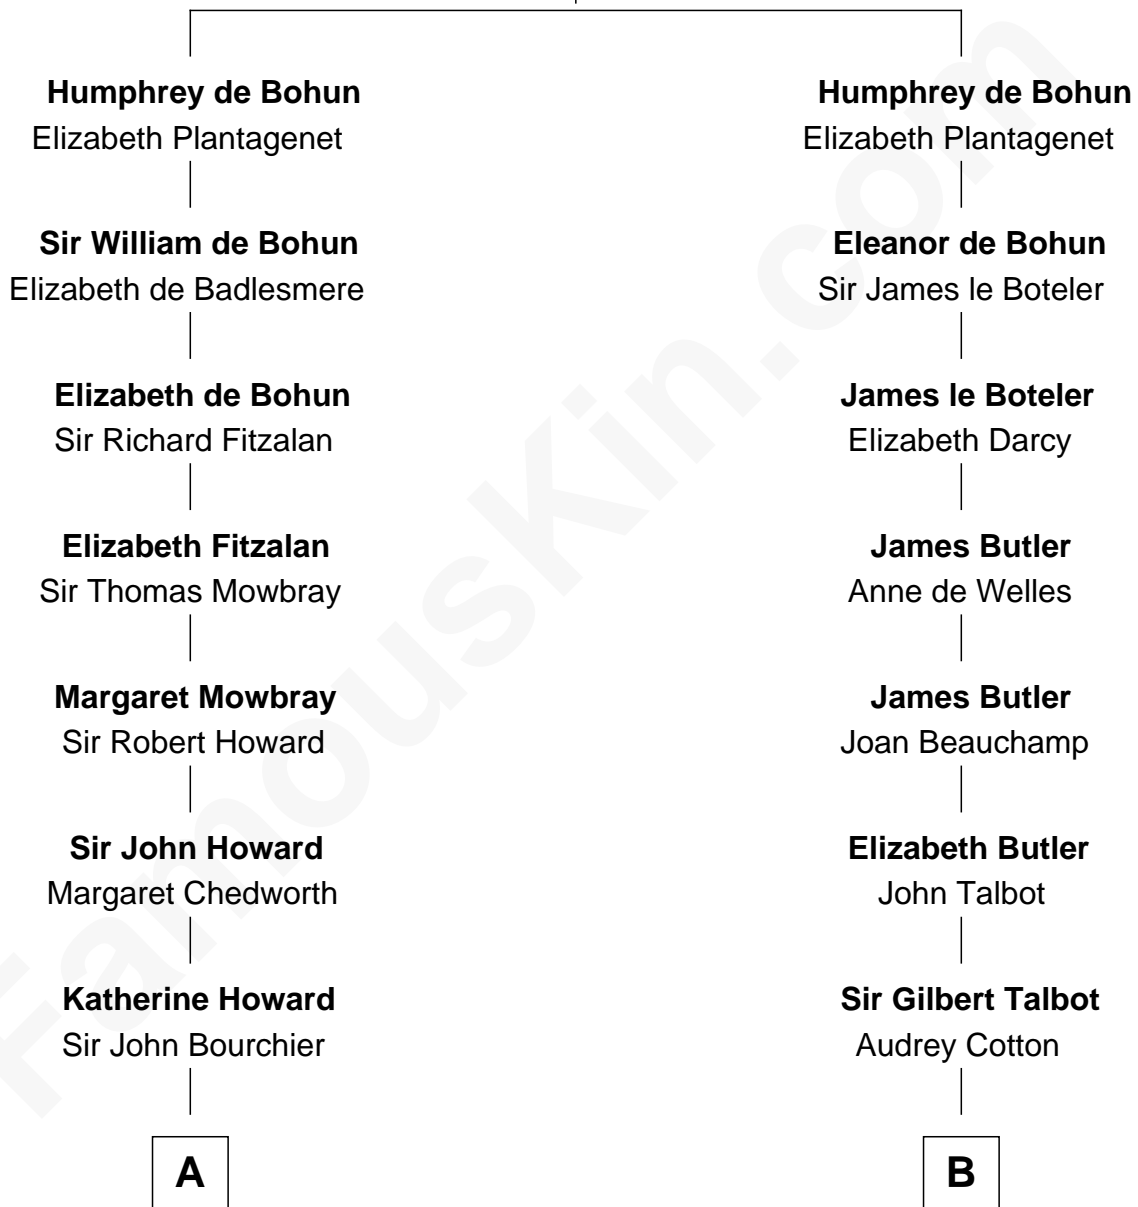 Humphrey de Bohun
Elizabeth Plantagenet
Sir William de Bohun
Elizabeth de Badlesmere
Elizabeth de Bohun
Sir Richard Fitzalan
Elizabeth Fitzalan
Sir Thomas Mowbray
Margaret Mowbray
Sir Robert Howard
Sir John Howard
Margaret Chedworth
Katherine Howard
Sir John Bourchier
A
Humphrey de Bohun
Elizabeth Plantagenet
Eleanor de Bohun
Sir James le Boteler
James le Boteler
Elizabeth Darcy
James Butler
Anne de Welles
James Butler
Joan Beauchamp
Elizabeth Butler
John Talbot
Sir Gilbert Talbot
Audrey Cotton
B
FamousKin.com